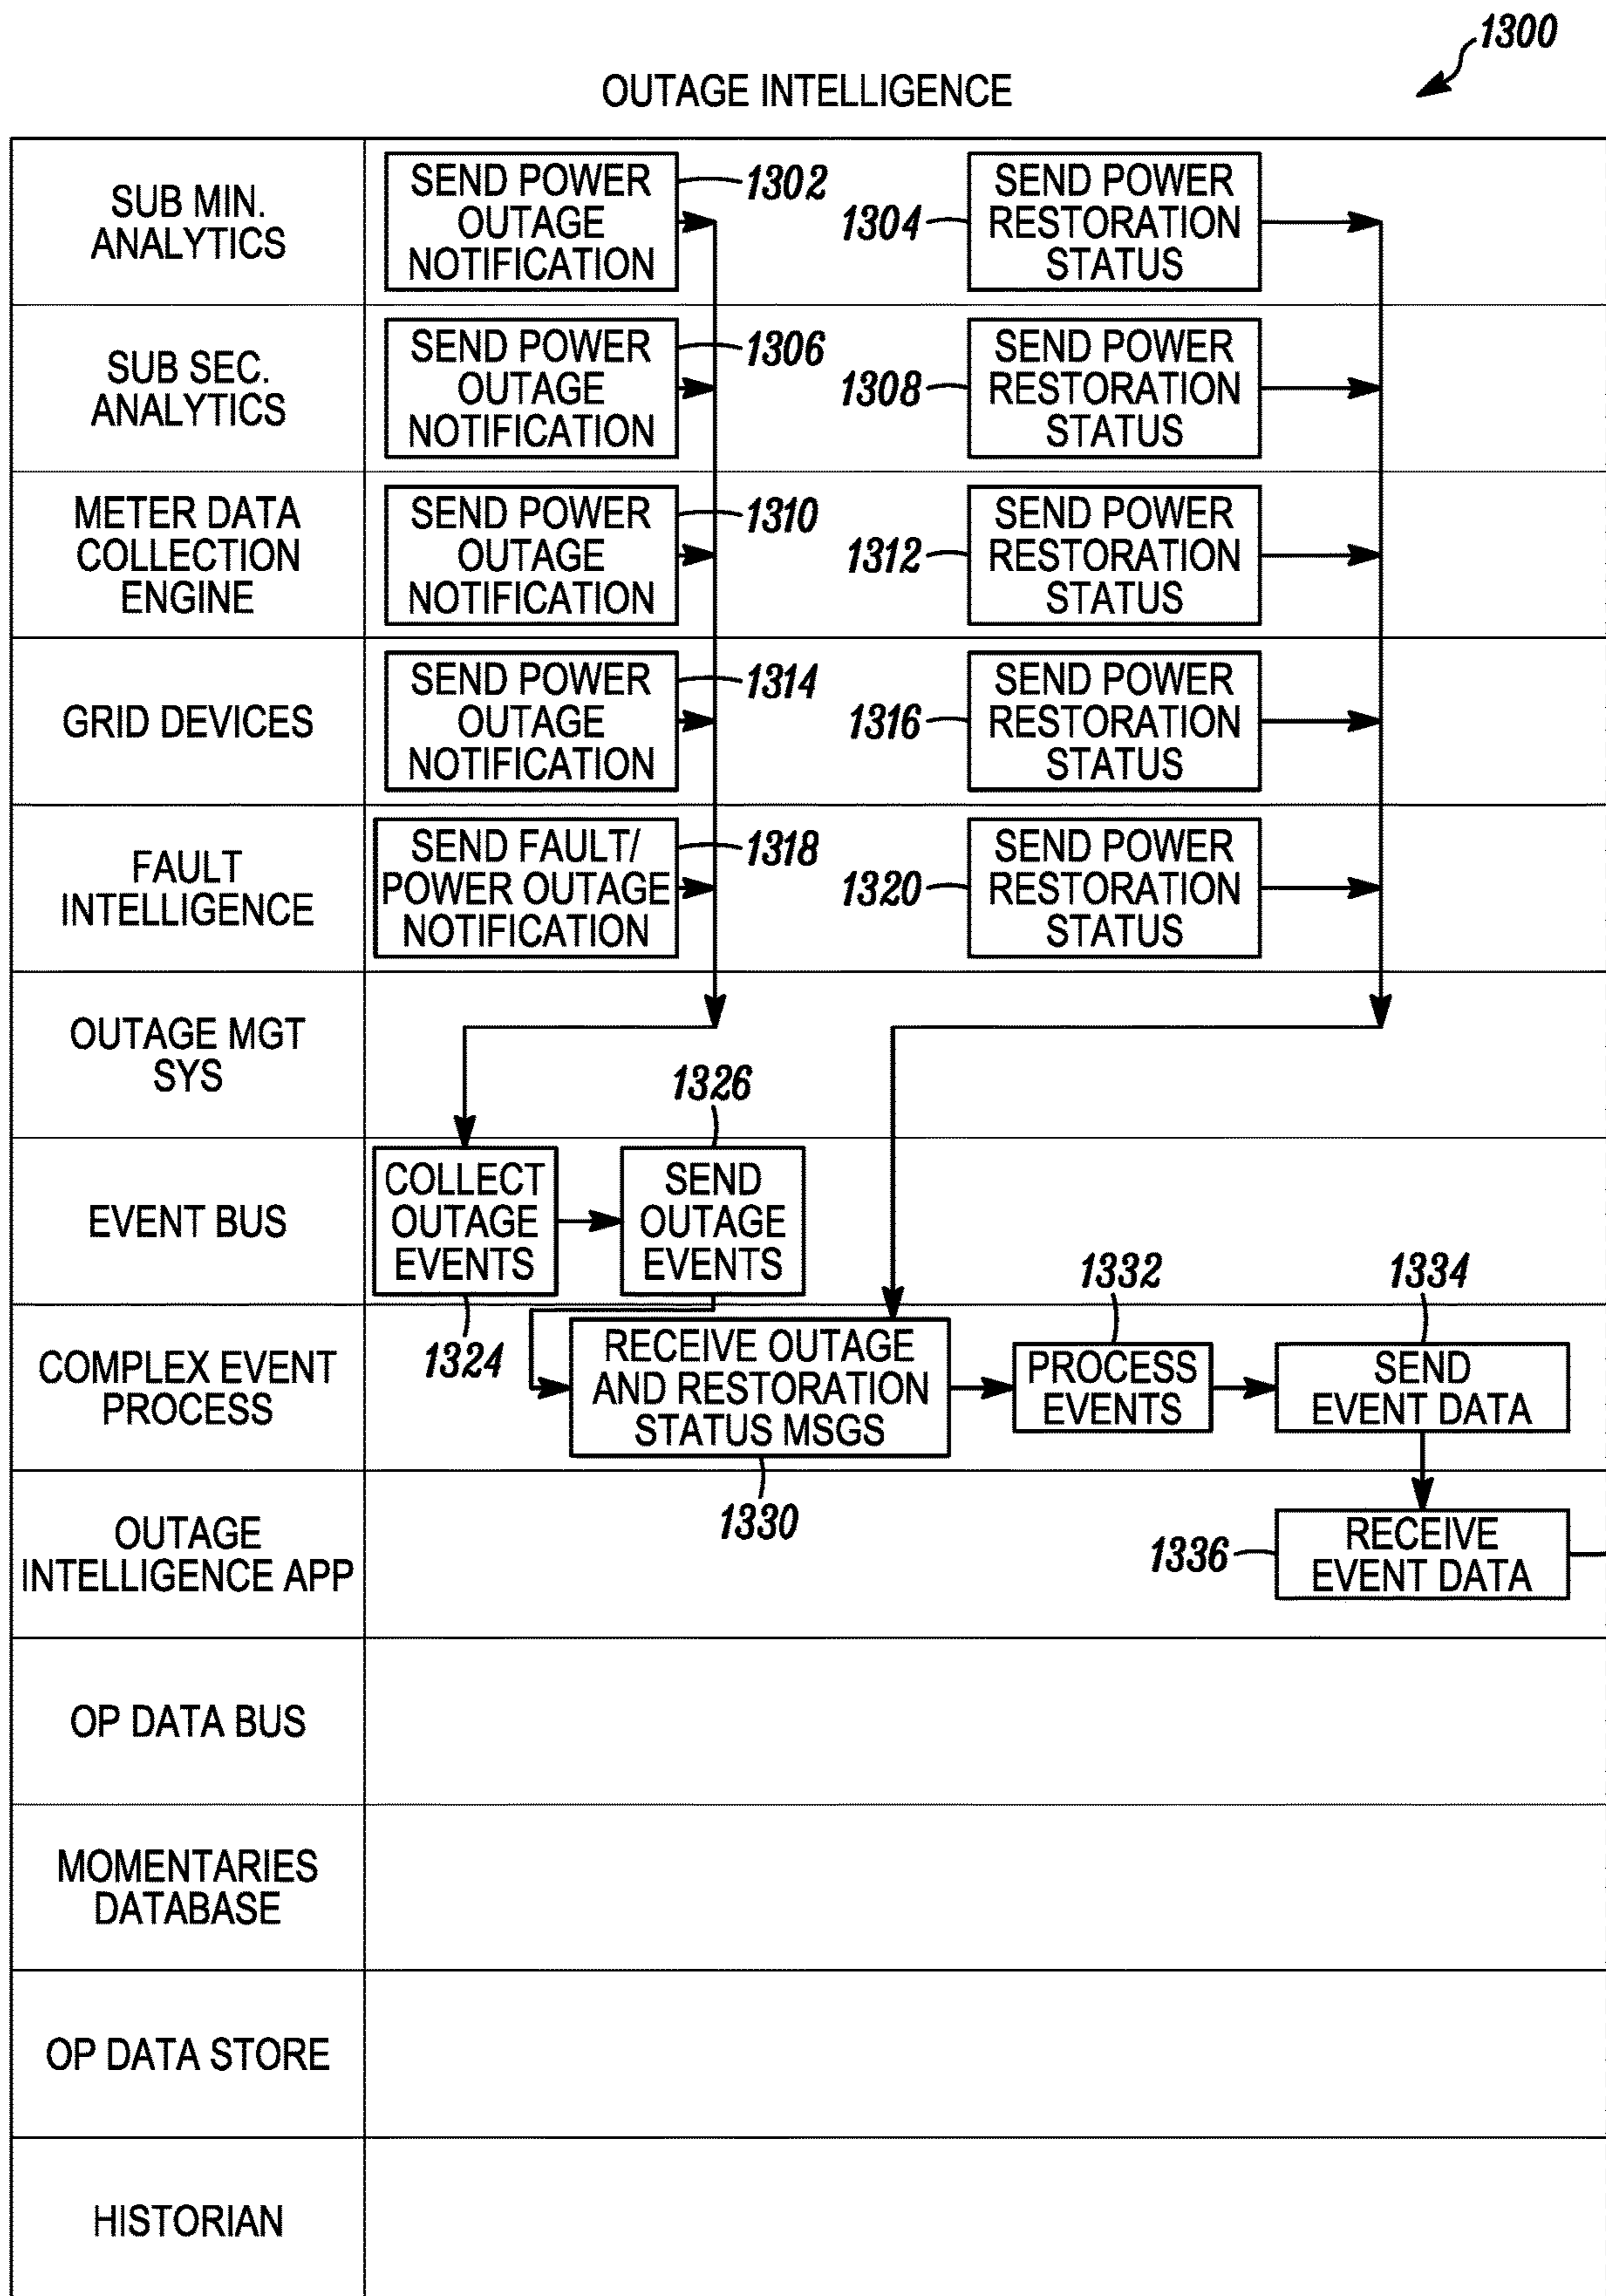 1300
OUTAGE INTELLIGENCE
SUB MIN.
ANALYTICS
SEND POWER
OUTAGE
NOTIFICATION
1302
1304
SEND POWER
RESTORATION
STATUS
SUB SEC.
ANALYTICS
SEND POWER
OUTAGE
NOTIFICATION
1306
1308
SEND POWER
RESTORATION
STATUS
METER DATA
COLLECTION
ENGINE
SEND POWER
OUTAGE
NOTIFICATION
1310
1312
SEND POWER
RESTORATION
STATUS
GRID DEVICES
SEND POWER
OUTAGE
NOTIFICATION
1314
1316
SEND POWER
RESTORATION
STATUS
FAULT
INTELLIGENCE
SEND FAULT/
POWER OUTAGE
NOTIFICATION
1318
1320
SEND POWER
RESTORATION
STATUS
OUTAGE MGT
SYS
1326
EVENT BUS
COLLECT
OUTAGE
EVENTS
SEND
OUTAGE
EVENTS
1324
1332
1334
COMPLEX EVENT
PROCESS
RECEIVE OUTAGE
AND RESTORATION
STATUS MSGS
PROCESS
EVENTS
SEND
EVENT DATA
1330
OUTAGE
INTELLIGENCE APP
1336
RECEIVE
EVENT DATA
OP DATA BUS
MOMENTARIES
DATABASE
OP DATA STORE
HISTORIAN